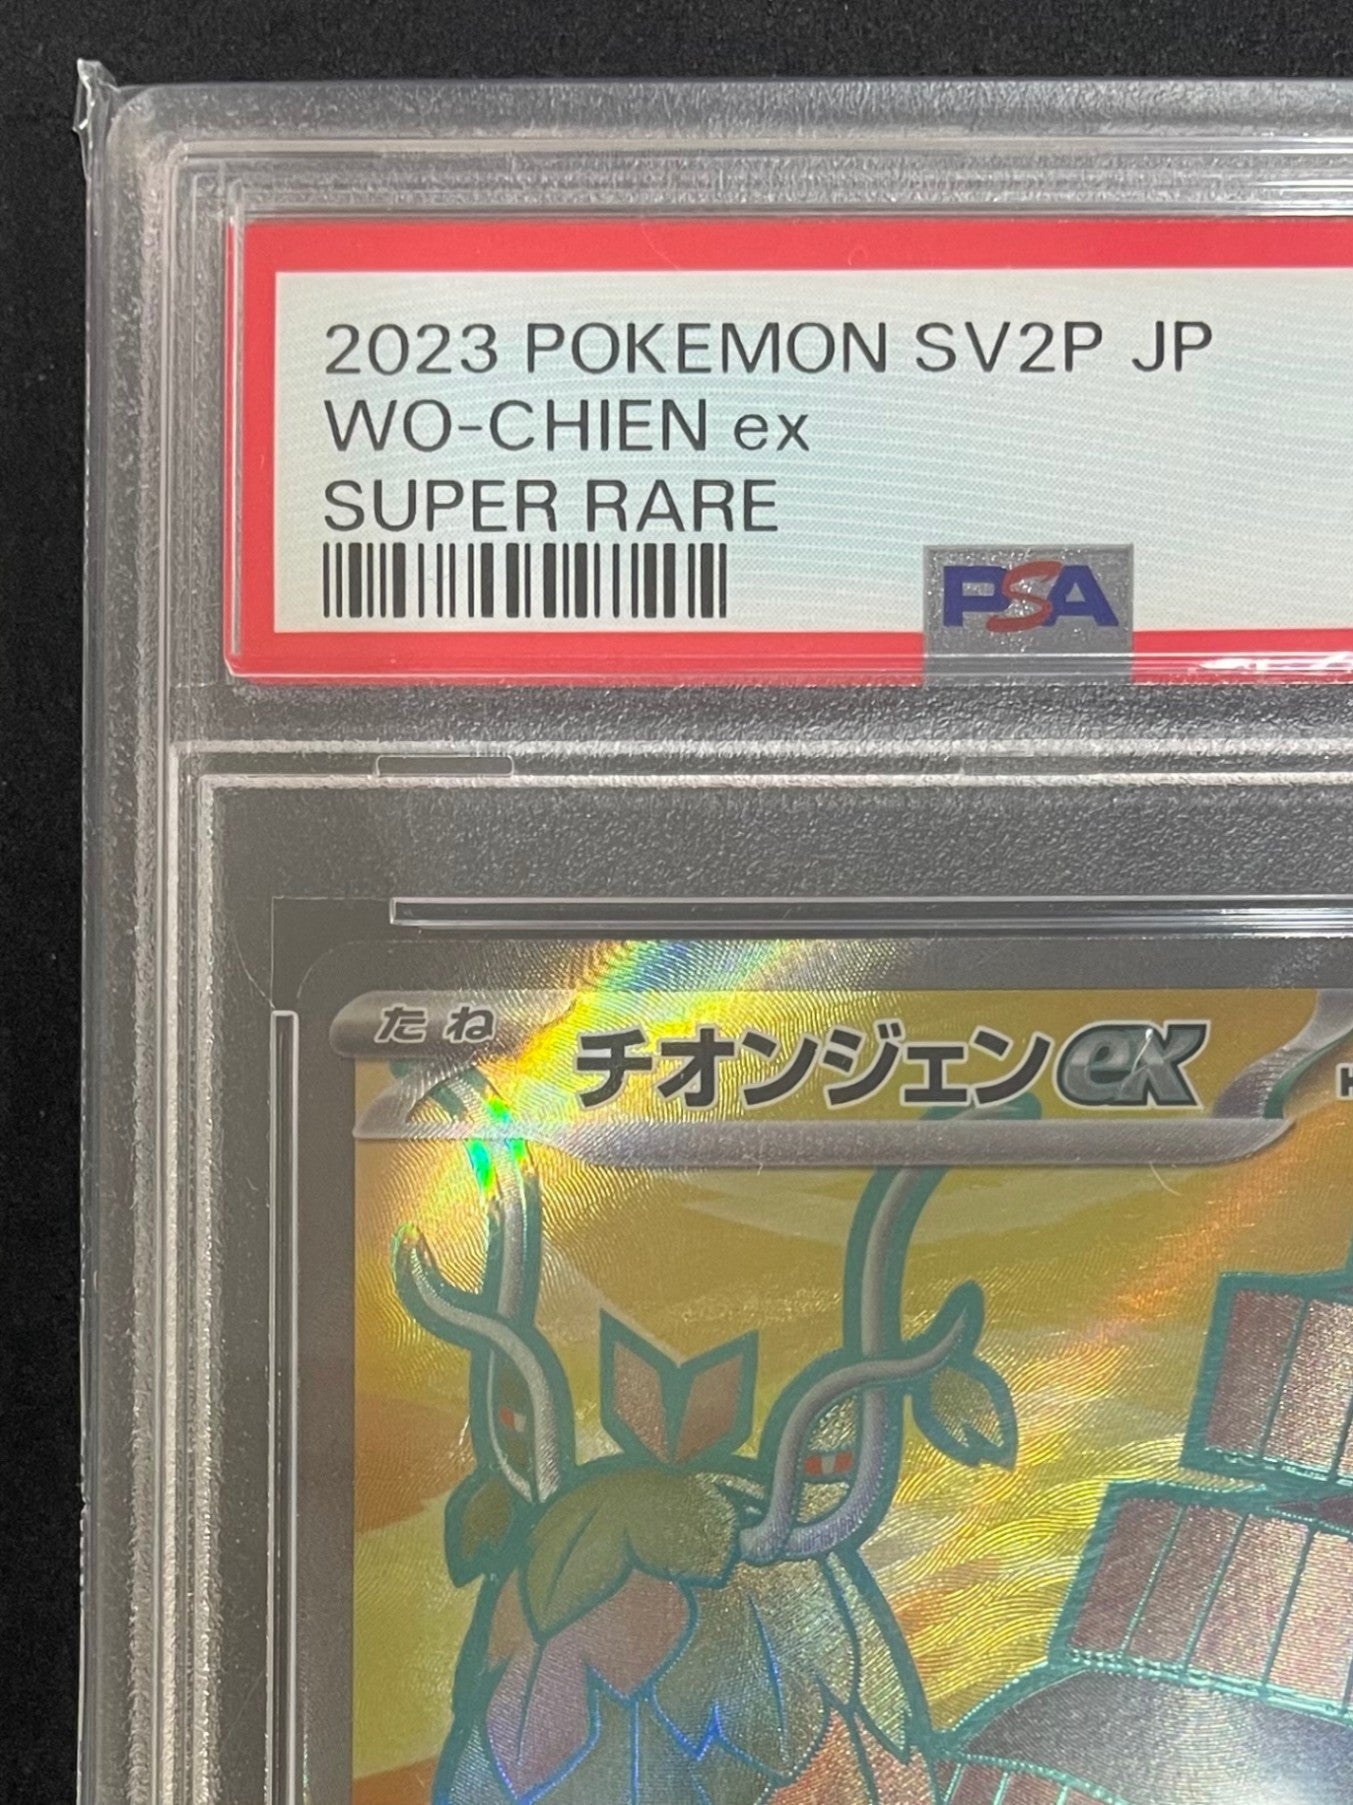 2023 POKEMON SV2P JP
WO-CHIEN ex
SUPER RARE
PSA
たね
チオンジェンex